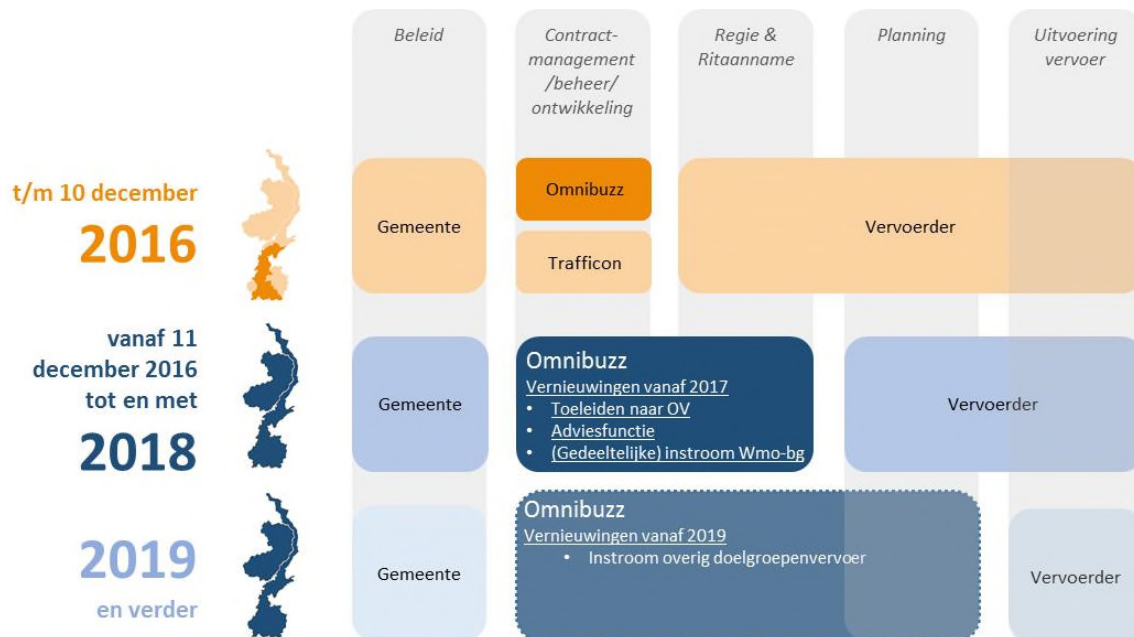 Beleid
Contract-
management
/beheer/
ontwikkeling
Regie &
Ritaanname
Planning
Uitvoering
vervoer
t/m 10 december
2016
Gemeente
Omnibuzz
Trafficon
Vervoerder
vanaf 11
december 2016
tot en met
2018
Gemeente
Omnibuzz
Vernieuwingen vanaf 2017
• Toeleiden naar OV
• Adviesfunctie
• (Gedeeltelijke) instroom Wmo-bg
Vervoerder
2019
en verder
Gemeente
Omnibuzz
Vernieuwingen vanaf 2019
• Instroom overig doelgroepenvervoer
Vervoerder